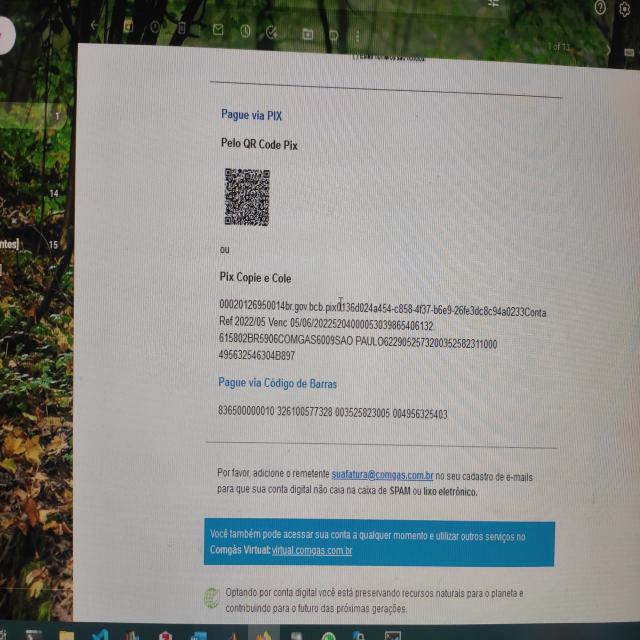 1 of 13
1
Pague via PIX
Pelo QR Code Pix
14
ntes]
15
ou
Pix Copie e Cole
00020126950014br.gov.bcb.pix0136d024a454-c858-4f37-b6e9-26fe3dc8c94a0233Conta
Ref 2022/05 Venc 05/06/20225204000053039865406132.
615802BR5906COMGAS6009SAO PAULO62290525732003525823110000
495632546304B897
Pague via Código de Barras
836500000010 326100577328 003525823005 004956325403
Por favor, adicione o remetente suafatura@comgas.com.br no seu cadastro de e-mails
para que sua conta digital não caia na caixa de SPAM ou lixo eletrônico.
Você também pode acessar sua conta a qualquer momento e utilizar outros serviços no
Comgás Virtual: virtual.comgas.com.br
Optando por conta digital você está preservando recursos naturais para o planeta e
contribuindo para o futuro das próximas gerações.